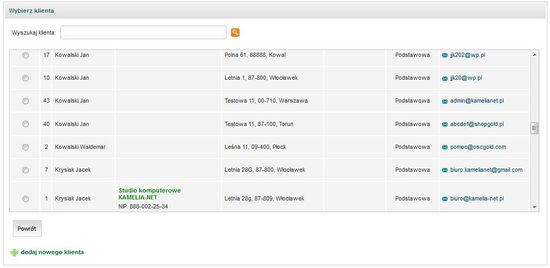 Wybierz klienta
Wyszukaj klienta:
17 Kowalski Jan Polna 61, 88888, Kowal Podstawowa jjk202@wp.pl
10 Kowalski Jan Letnia 1, 87-800, Włocławek Podstawowa jjk20@wp.pl
43 Kowalski Jan Testowa 11, 00-710, Warszawa Podstawowa admin@kamelianet.pl
40 Kowalski Jan Testowa 11, 87-100, Torun Podstawowa abcdef@shopgold.pl
2 Kowalski Waldemar Leśna 11, 09-400, Płock Podstawowa pomoc@oscgold.com
7 Krysiak Jacek Letnia 28G, 87-800, Włocławek Podstawowa biuro.kamelianet@gmail.com
1 Krysiak Jacek Studio komputerowe KAMELIA-NET NIP: 888-002-25-34 Letnia 28g, 87-809, Włocławek Podstawowa biuro@kamelia-net.pl
Powrót
dodaj nowego klienta